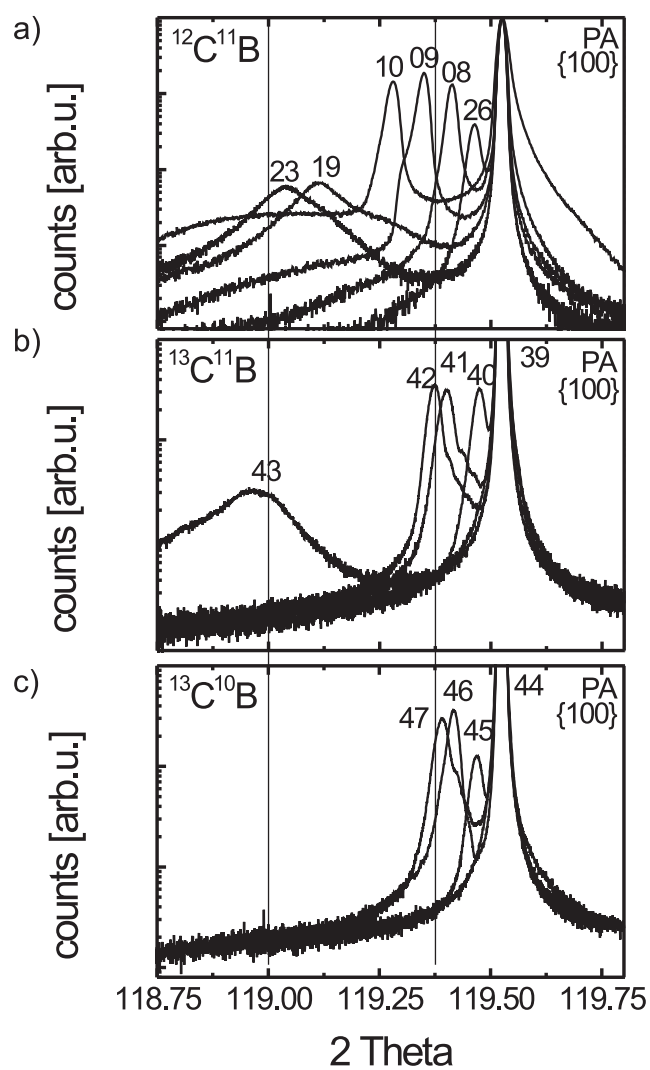 a)
¹²C¹¹B
PA
{100}
10
09
08
26
23
19
counts [arb.u.]
b)
¹³C¹¹B
PA
{100}
42
41
40
39
43
counts [arb.u.]
c)
¹³C¹⁰B
PA
{100}
47
46
45
44
counts [arb.u.]
118.75 119.00 119.25 119.50 119.75
2 Theta